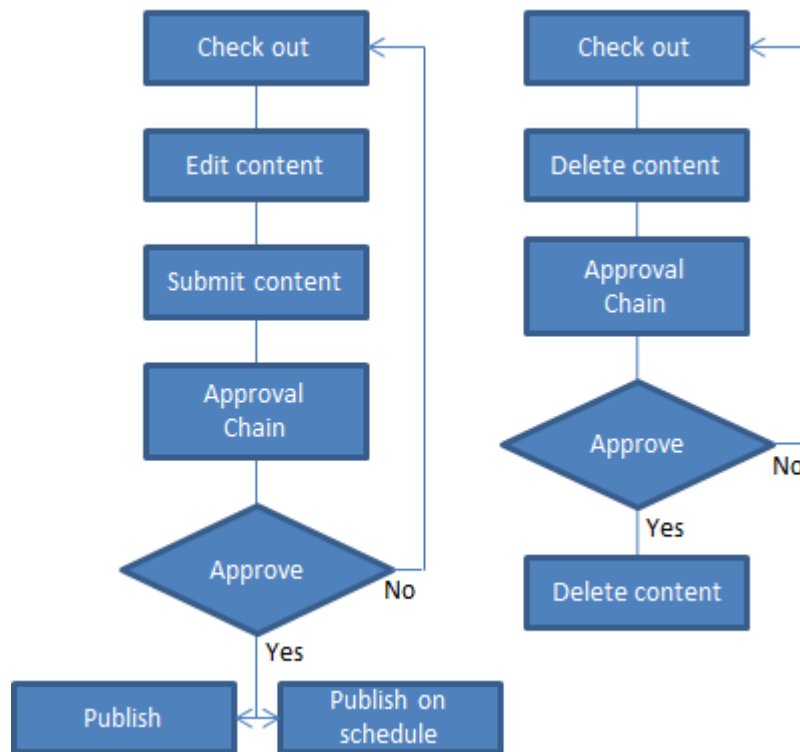 Check out
Edit content
Submit content
Approval
Chain
Approve
No
Yes
Publish
Publish on
schedule
Check out
Delete content
Approval
Chain
Approve
No
Yes
Delete content